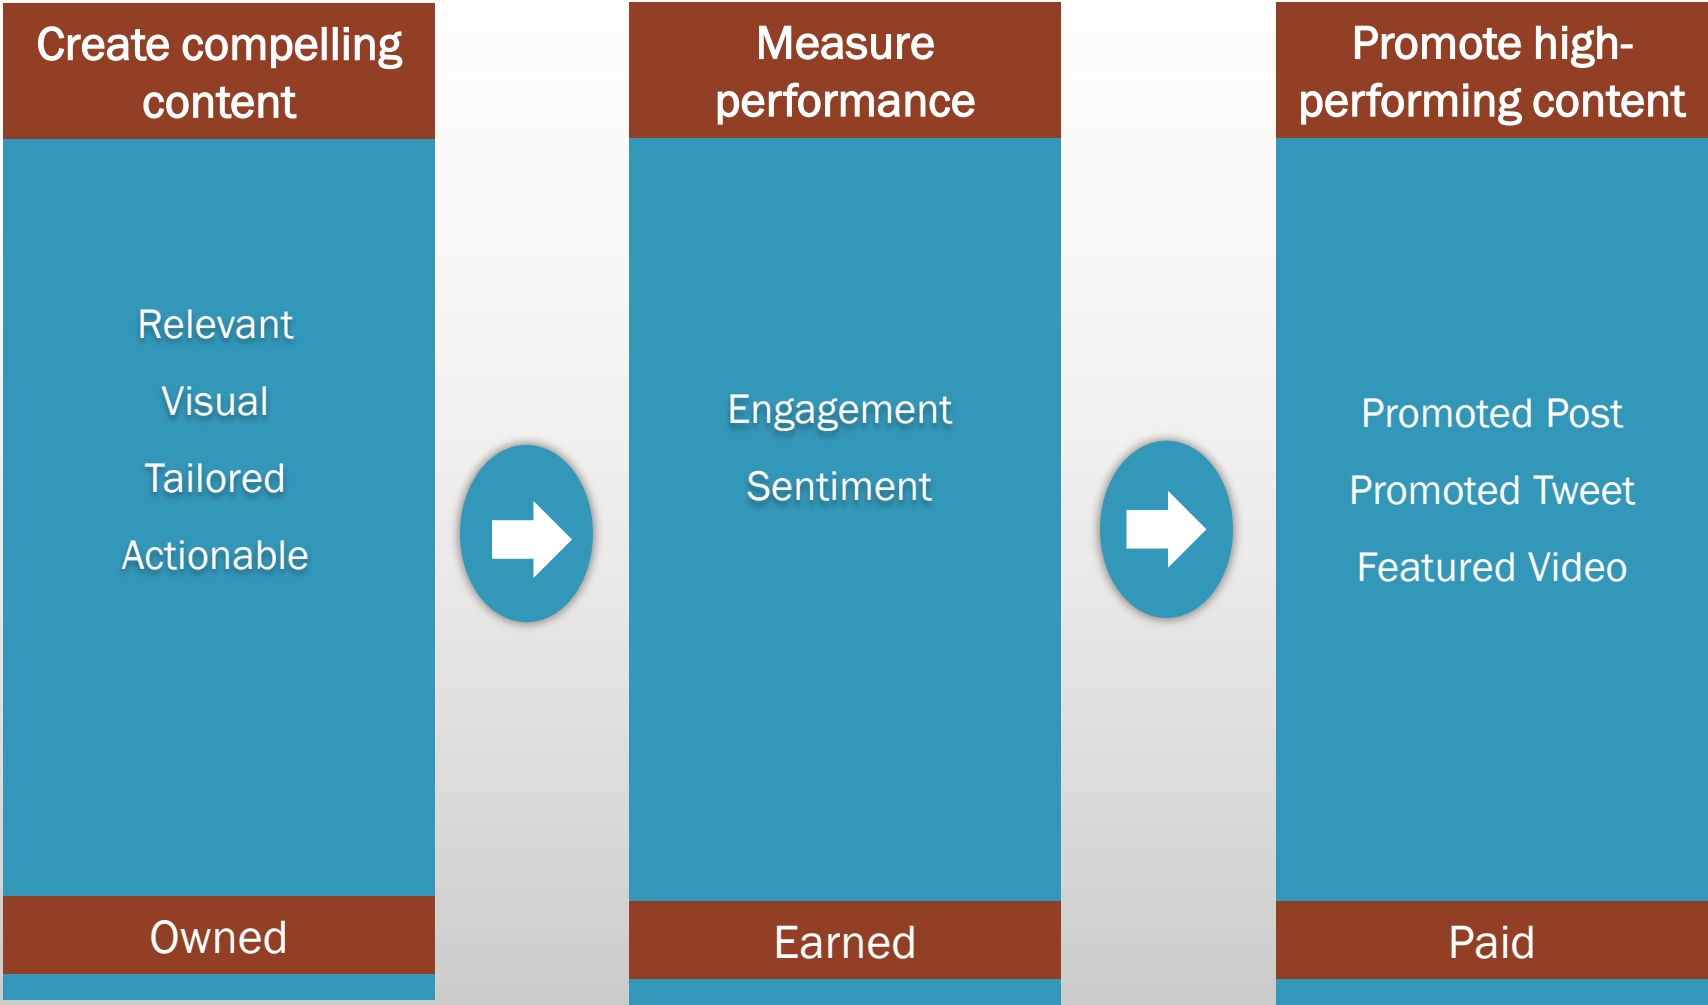 Create compelling
content
Relevant
Visual
Tailored
Actionable
Owned
Measure
performance
Engagement
Sentiment
Earned
Promote high-
performing content
Promoted Post
Promoted Tweet
Featured Video
Paid